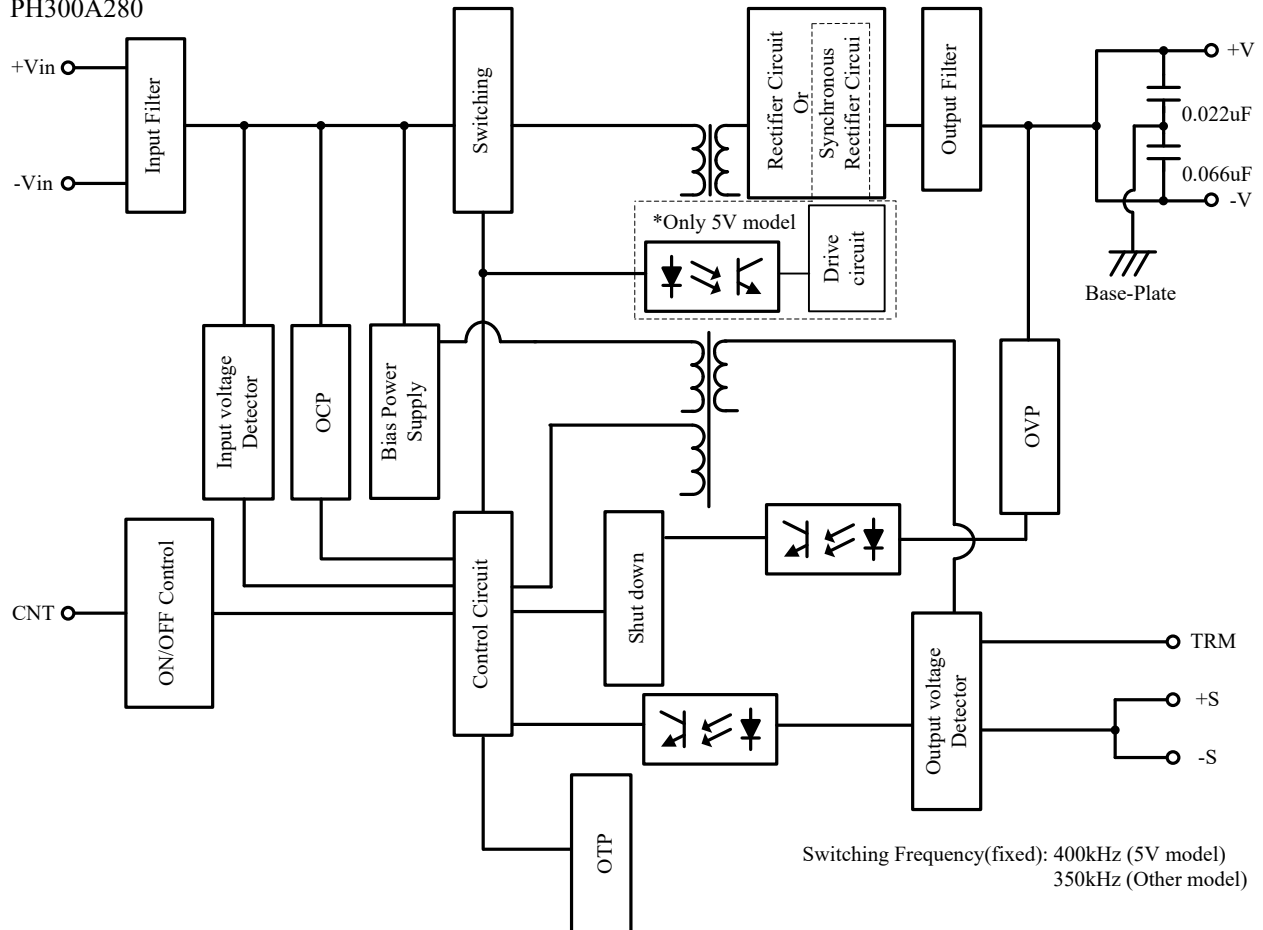 PH300A280
+Vin
-Vin
Input Filter
Switching
Rectifier Circuit
Or
Synchronous
Rectifier Circui
Output Filter
+V
0.022uF
0.066uF
-V
Base-Plate
*Only 5V model
Drive
circuit
Input voltage
Detector
OCP
Bias Power
Supply
OVP
CNT
ON/OFF Control
Control Circuit
Shut down
Output voltage
Detector
TRM
+S
-S
OTP
Switching Frequency(fixed): 400kHz (5V model)
350kHz (Other model)